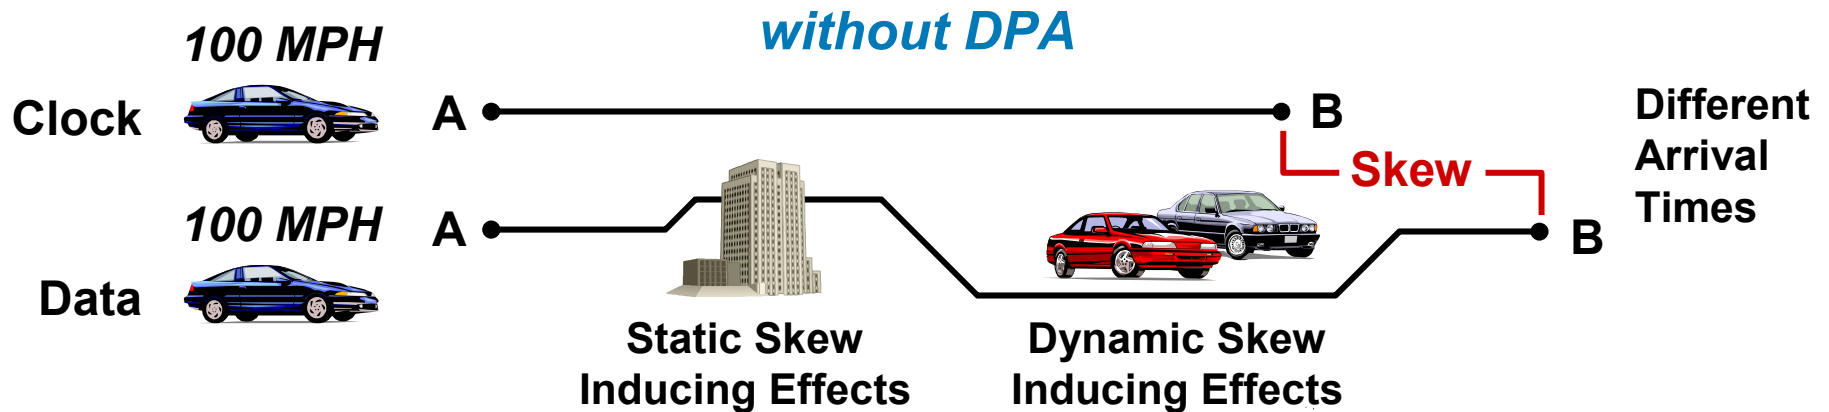 without DPA
100 MPH
Clock
A
B
Different
Arrival
Times
Skew
100 MPH
Data
A
B
Static Skew
Inducing Effects
Dynamic Skew
Inducing Effects